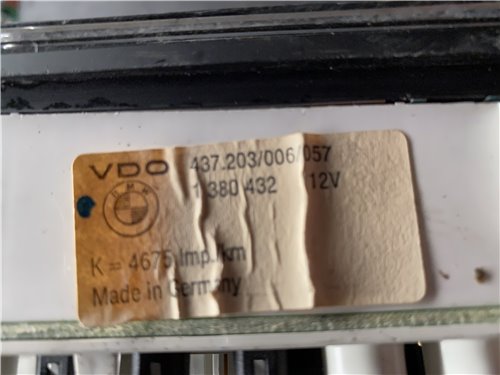 VDO 437.203/006/057
BMW 1 380 432 12V
K = 4675 Imp./km
Made in Germany